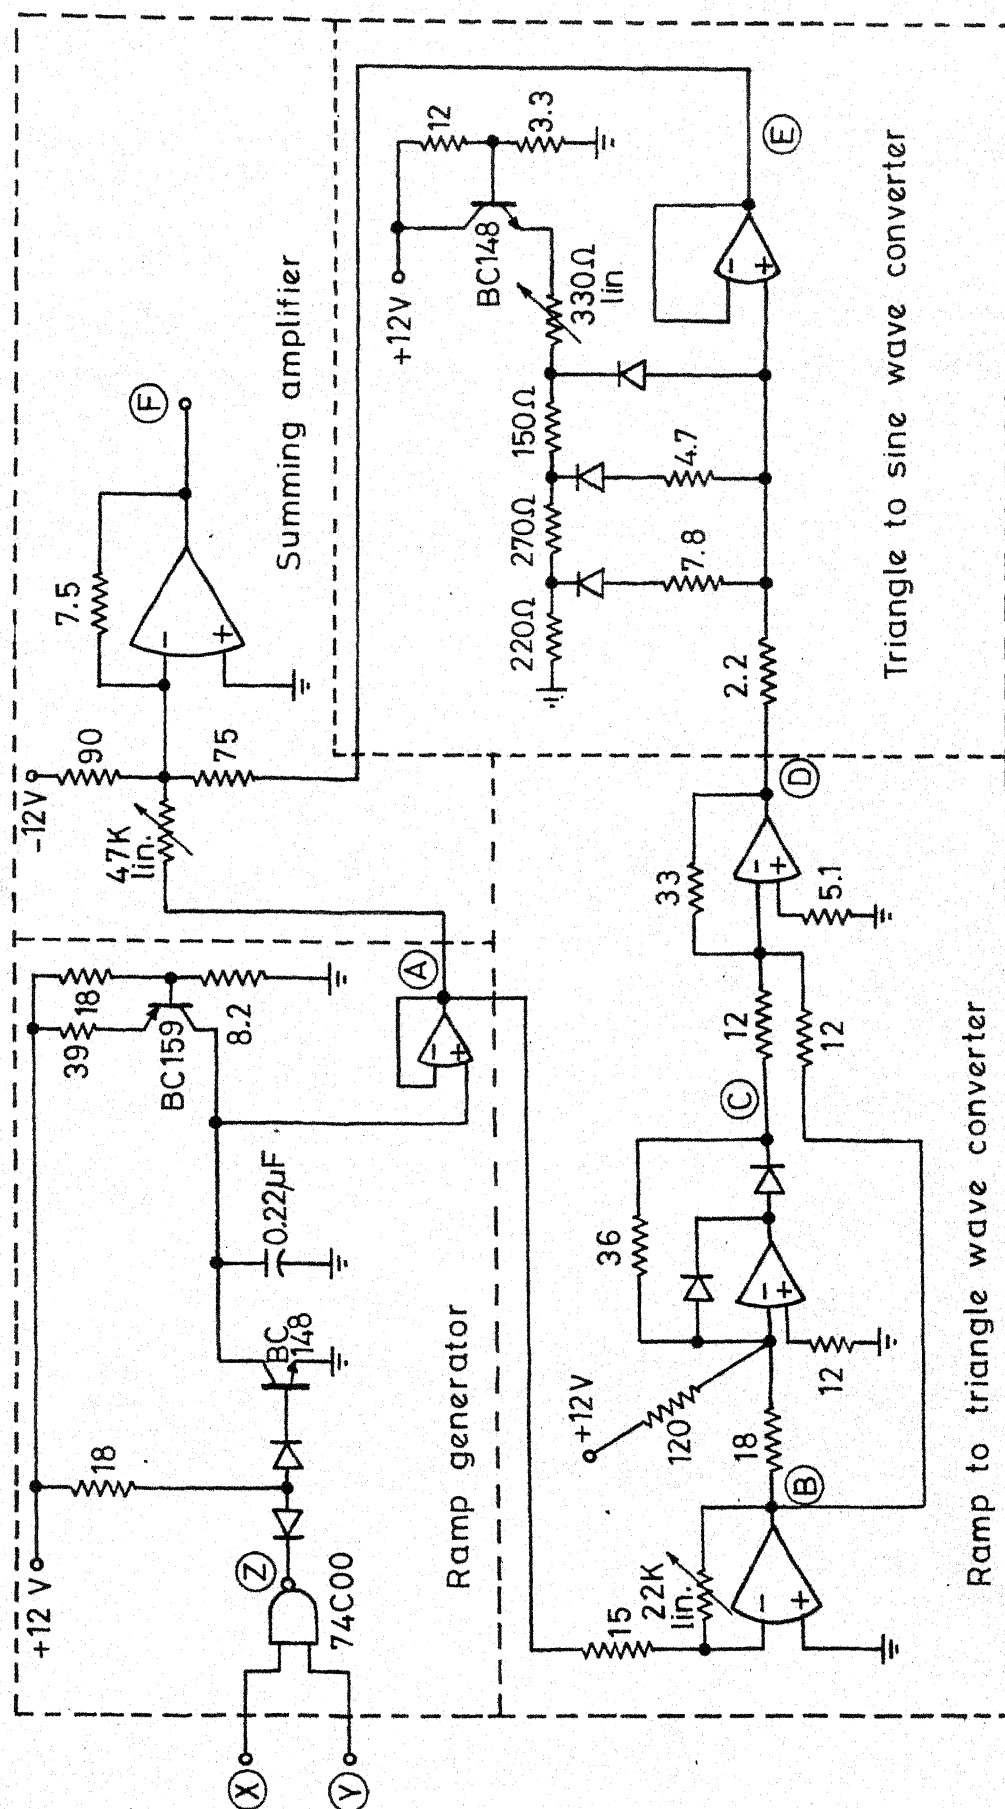 +12 V
18
39
18
BC159
8.2
0.22µF
BC
148
Z
74C00
X
Y
Ramp generator
A
-12V
90
47K
lin.
75
7.5
-
+
F
Summing amplifier
-
+
15
22K
lin.
-
+
B
18
+12V
120
36
-
+
12
C
12
12
33
-
+
5.1
D
Ramp to triangle wave converter
2.2
220Ω
270Ω
150Ω
330Ω
lin
7.8
4.7
BC148
+12V
12
3.3
-
+
E
Triangle to sine wave converter